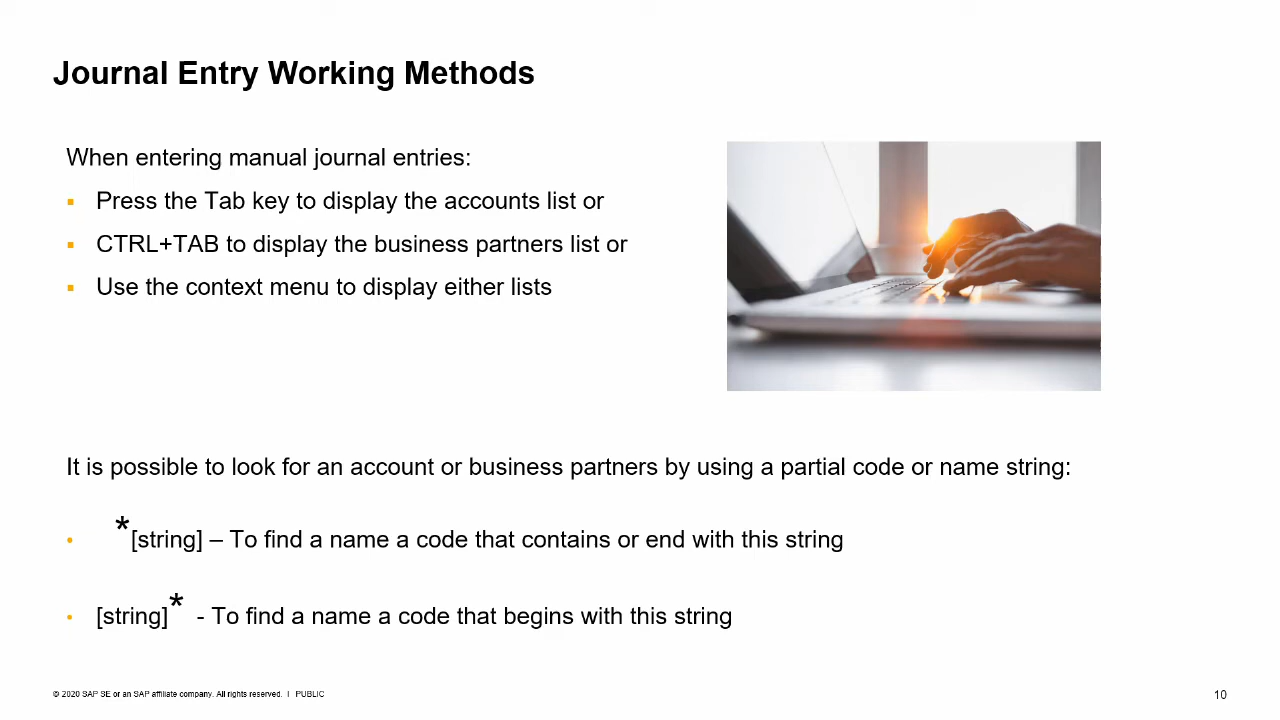 Journal Entry Working Methods
When entering manual journal entries:
▪ Press the Tab key to display the accounts list or
▪ CTRL+TAB to display the business partners list or
▪ Use the context menu to display either lists
It is possible to look for an account or business partners by using a partial code or name string:
• *[string] – To find a name a code that contains or end with this string
• [string]* - To find a name a code that begins with this string
© 2020 SAP SE or an SAP affiliate company. All rights reserved. I PUBLIC
10